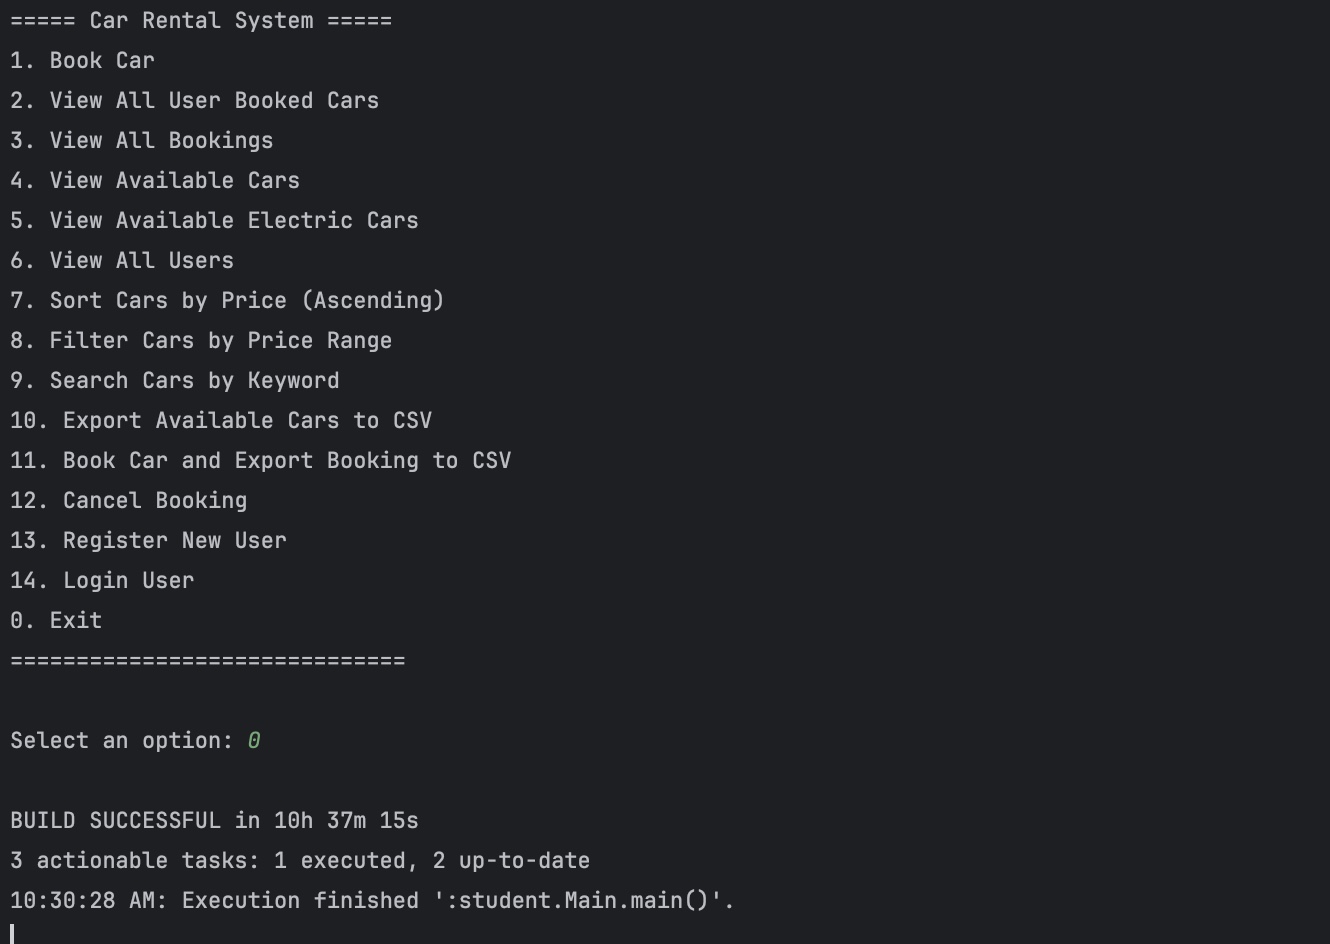 ===== Car Rental System =====
1. Book Car
2. View All User Booked Cars
3. View All Bookings
4. View Available Cars
5. View Available Electric Cars
6. View All Users
7. Sort Cars by Price (Ascending)
8. Filter Cars by Price Range
9. Search Cars by Keyword
10. Export Available Cars to CSV
11. Book Car and Export Booking to CSV
12. Cancel Booking
13. Register New User
14. Login User
0. Exit
==============================
Select an option: 0
BUILD SUCCESSFUL in 10h 37m 15s
3 actionable tasks: 1 executed, 2 up-to-date
10:30:28 AM: Execution finished ':student.Main.main()'.